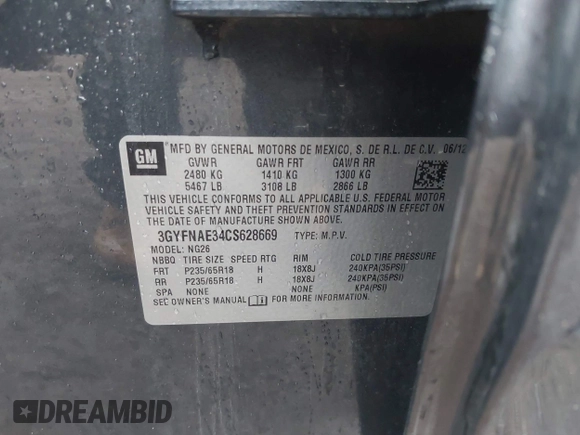 GM
MFD BY GENERAL MOTORS DE MEXICO, S. DE R.L. DE C.V. 06/12
GVWR GAWR FRT GAWR RR
2480 KG 1410 KG 1300 KG
5467 LB 3108 LB 2866 LB
THIS VEHICLE CONFORMS TO ALL APPLICABLE U.S. FEDERAL MOTOR
VEHICLE SAFETY AND THEFT PREVENTION STANDARDS IN EFFECT ON
THE DATE OF MANUFACTURE SHOWN ABOVE.
3GYFNAE34CS628669 TYPE: M.P.V.
MODEL: NG26
NBBQ TIRE SIZE SPEED RTG RIM COLD TIRE PRESSURE
FRT P235/65R18 H 18X8J 240KPA(35PSI)
RR P235/65R18 H 18X8J 240KPA(35PSI)
SPA NONE NONE KPA(PSI)
SEE OWNER'S MANUAL FOR MORE INFORMATION
DREAMBID